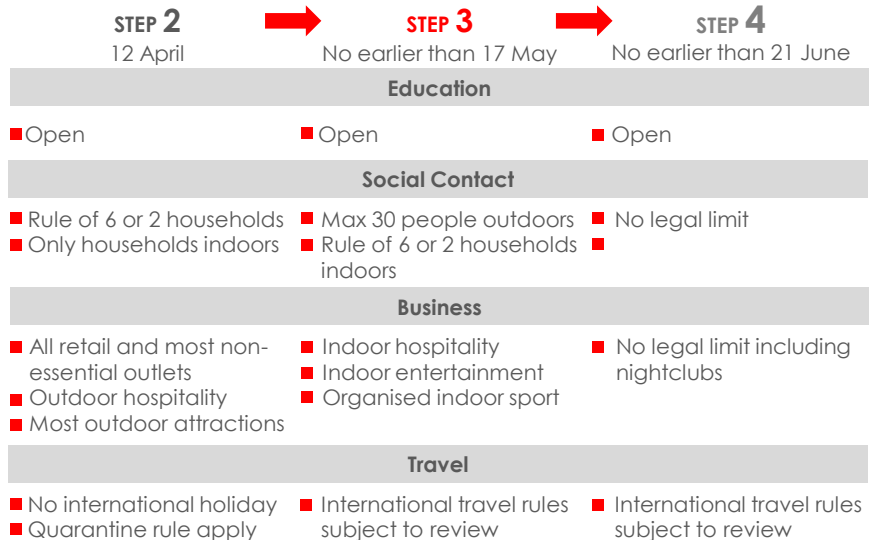 STEP 2
STEP 3
STEP 4
12 April
No earlier than 17 May
No earlier than 21 June
Education
Open
Open
Open
Social Contact
Rule of 6 or 2 households
Only households indoors
Max 30 people outdoors
Rule of 6 or 2 households
indoors
No legal limit
Business
All retail and most non-
essential outlets
Outdoor hospitality
Most outdoor attractions
Indoor hospitality
Indoor entertainment
Organised indoor sport
No legal limit including
nightclubs
Travel
No international holiday
Quarantine rule apply
International travel rules
subject to review
International travel rules
subject to review